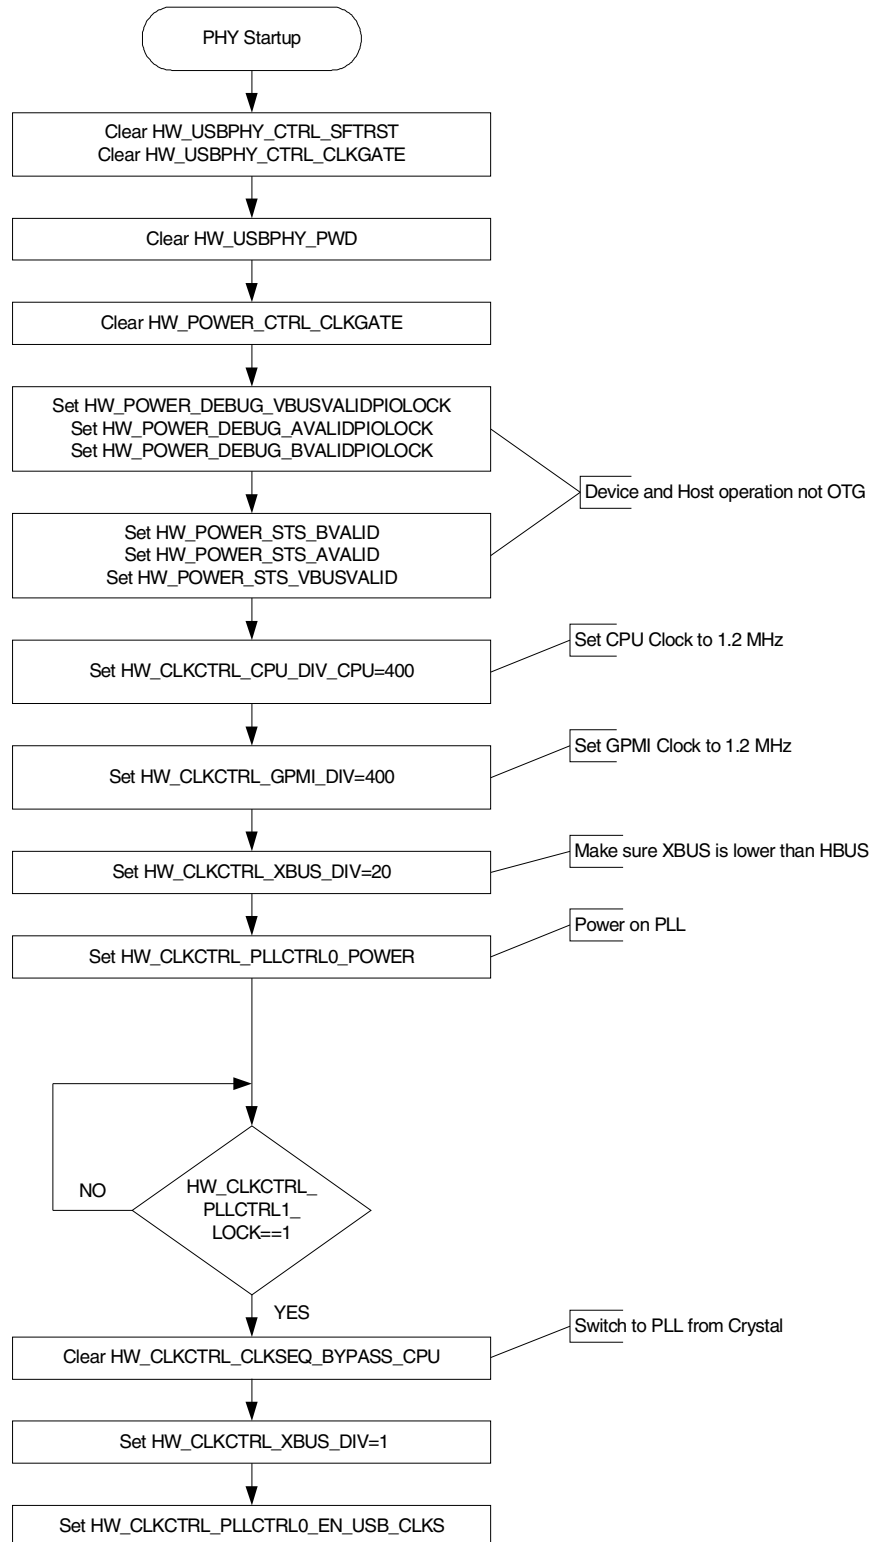 PHY Startup
Clear HW_USBPHY_CTRL_SFTRST
Clear HW_USBPHY_CTRL_CLKGATE
Clear HW_USBPHY_PWD
Clear HW_POWER_CTRL_CLKGATE
Set HW_POWER_DEBUG_VBUSVALIDPIOLOCK
Set HW_POWER_DEBUG_AVALIDPIOLOCK
Set HW_POWER_DEBUG_BVALIDPIOLOCK
Device and Host operation not OTG
Set HW_POWER_STS_BVALID
Set HW_POWER_STS_AVALID
Set HW_POWER_STS_VBUSVALID
Set CPU Clock to 1.2 MHz
Set HW_CLKCTRL_CPU_DIV_CPU=400
Set GPMI Clock to 1.2 MHz
Set HW_CLKCTRL_GPMI_DIV=400
Make sure XBUS is lower than HBUS
Set HW_CLKCTRL_XBUS_DIV=20
Power on PLL
Set HW_CLKCTRL_PLLCTRL0_POWER
NO
HW_CLKCTRL_
PLLCTRL1_
LOCK==1
YES
Switch to PLL from Crystal
Clear HW_CLKCTRL_CLKSEQ_BYPASS_CPU
Set HW_CLKCTRL_XBUS_DIV=1
Set HW_CLKCTRL_PLLCTRL0_EN_USB_CLKS